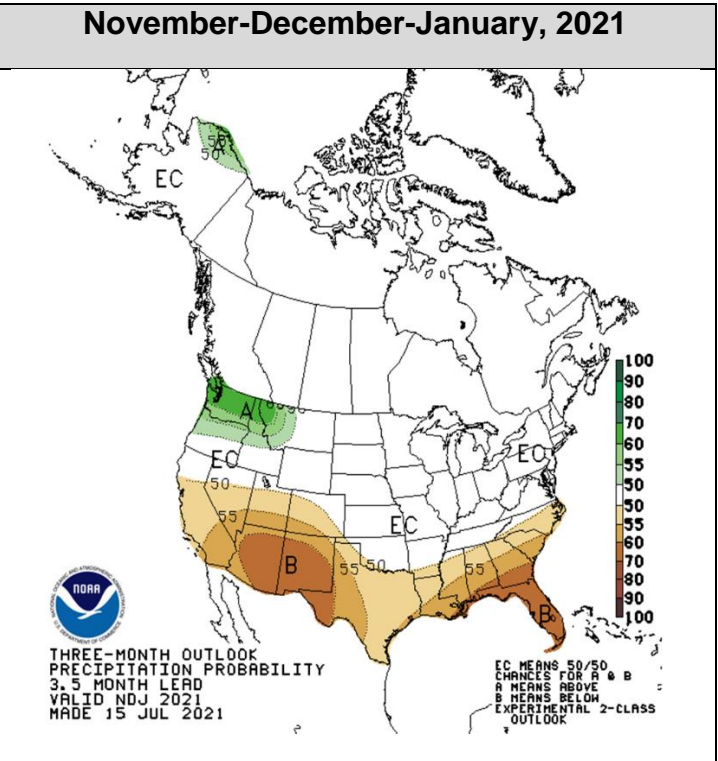 November-December-January, 2021
50
A
EC
A
EC
50
EC
EC
55
B
55
50
55
B
100
90
80
70
60
55
50
50
55
60
70
80
90
100
NOAA
THREE-MONTH OUTLOOK
PRECIPITATION PROBABILITY
3.5 MONTH LEAD
VALID NDJ 2021
MADE 15 JUL 2021
EC MEANS 50/50
CHANCES FOR A & B
A MEANS ABOVE
B MEANS BELOW
EXPERIMENTAL 2-CLASS
OUTLOOK